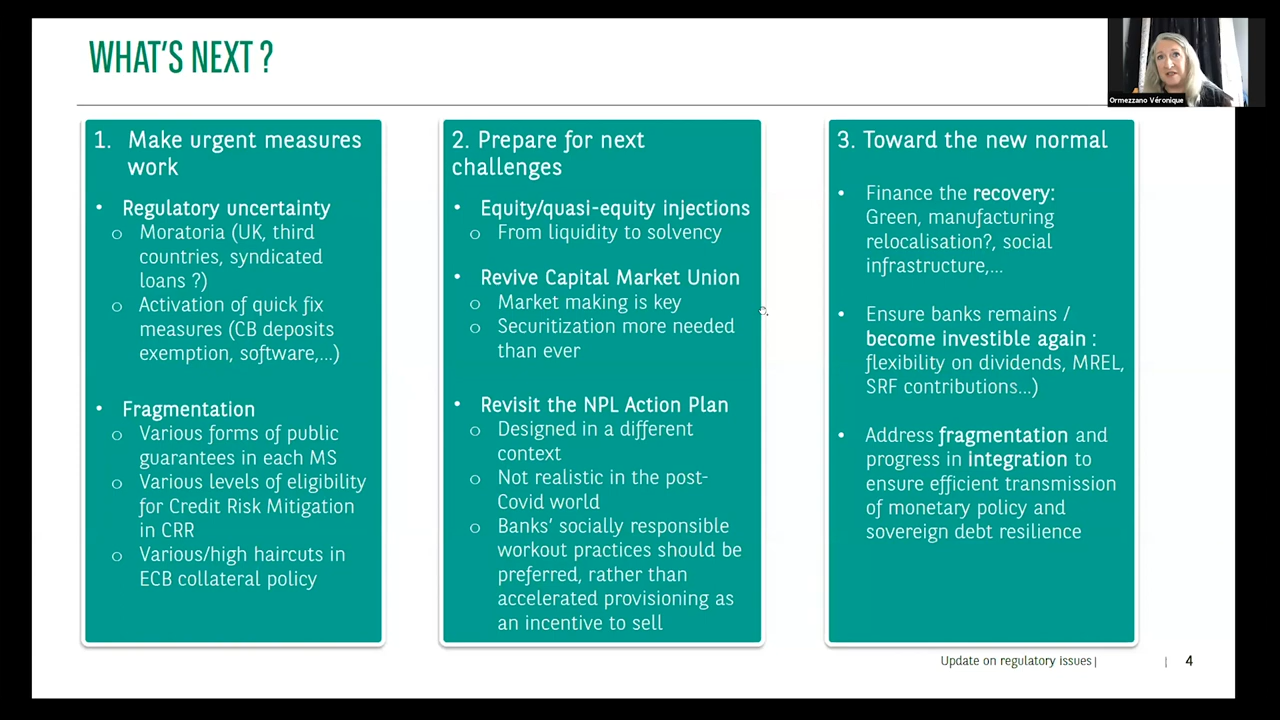 WHAT'S NEXT ?
Ormezzano Véronique
1. Make urgent measures
work
• Regulatory uncertainty
o Moratoria (UK, third
countries, syndicated
loans ?)
o Activation of quick fix
measures (CB deposits
exemption, software,...)
• Fragmentation
o Various forms of public
guarantees in each MS
o Various levels of eligibility
for Credit Risk Mitigation
in CRR
o Various/high haircuts in
ECB collateral policy
2. Prepare for next
challenges
• Equity/quasi-equity injections
o From liquidity to solvency
• Revive Capital Market Union
o Market making is key
o Securitization more needed
than ever
• Revisit the NPL Action Plan
o Designed in a different
context
o Not realistic in the post-
Covid world
o Banks' socially responsible
workout practices should be
preferred, rather than
accelerated provisioning as
an incentive to sell
3. Toward the new normal
• Finance the recovery:
Green, manufacturing
relocalisation?, social
infrastructure,...
• Ensure banks remains /
become investible again :
flexibility on dividends, MREL,
SRF contributions...)
• Address fragmentation and
progress in integration to
ensure efficient transmission
of monetary policy and
sovereign debt resilience
Update on regulatory issues| | 4